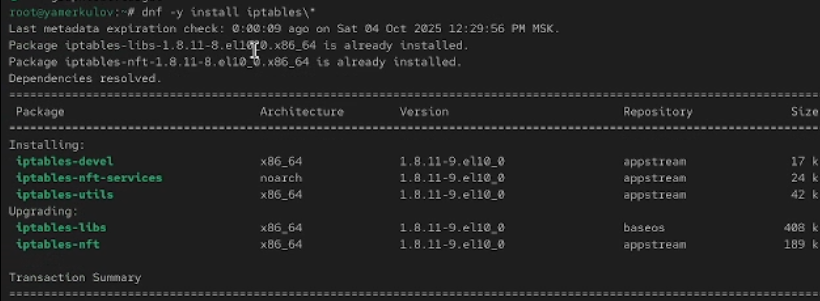 root@yamerkulov:~# dnf -y install iptables\*
Last metadata expiration check: 0:00:09 ago on Sat 04 Oct 2025 12:29:56 PM MSK.
Package iptables-libs-1.8.11-8.el10_0.x86_64 is already installed.
Package iptables-nft-1.8.11-8.el10_0.x86_64 is already installed.
Dependencies resolved.
Package Architecture Version Repository Size
Installing:
iptables-devel x86_64 1.8.11-9.el10_0 appstream 17 k
iptables-nft-services noarch 1.8.11-9.el10_0 appstream 24 k
iptables-utils x86_64 1.8.11-9.el10_0 appstream 42 k
Upgrading:
iptables-libs x86_64 1.8.11-9.el10_0 baseos 408 k
iptables-nft x86_64 1.8.11-9.el10_0 appstream 189 k
Transaction Summary